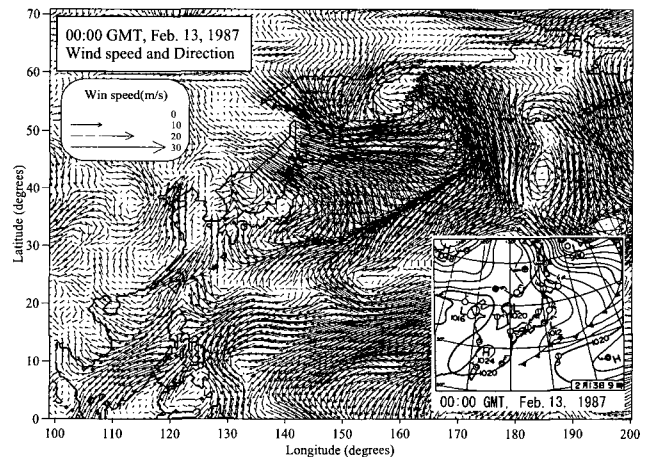 00:00 GMT, Feb. 13, 1987
Wind speed and Direction
Win speed(m/s)
0
10
20
30
Latitude (degrees)
70
60
50
40
30
20
10
0
100 110 120 130 140 150 160 170 180 190 200
Longitude (degrees)
1016
1020
1012
1020
H
1024
1020
H
00:00 GMT, Feb. 13, 1987